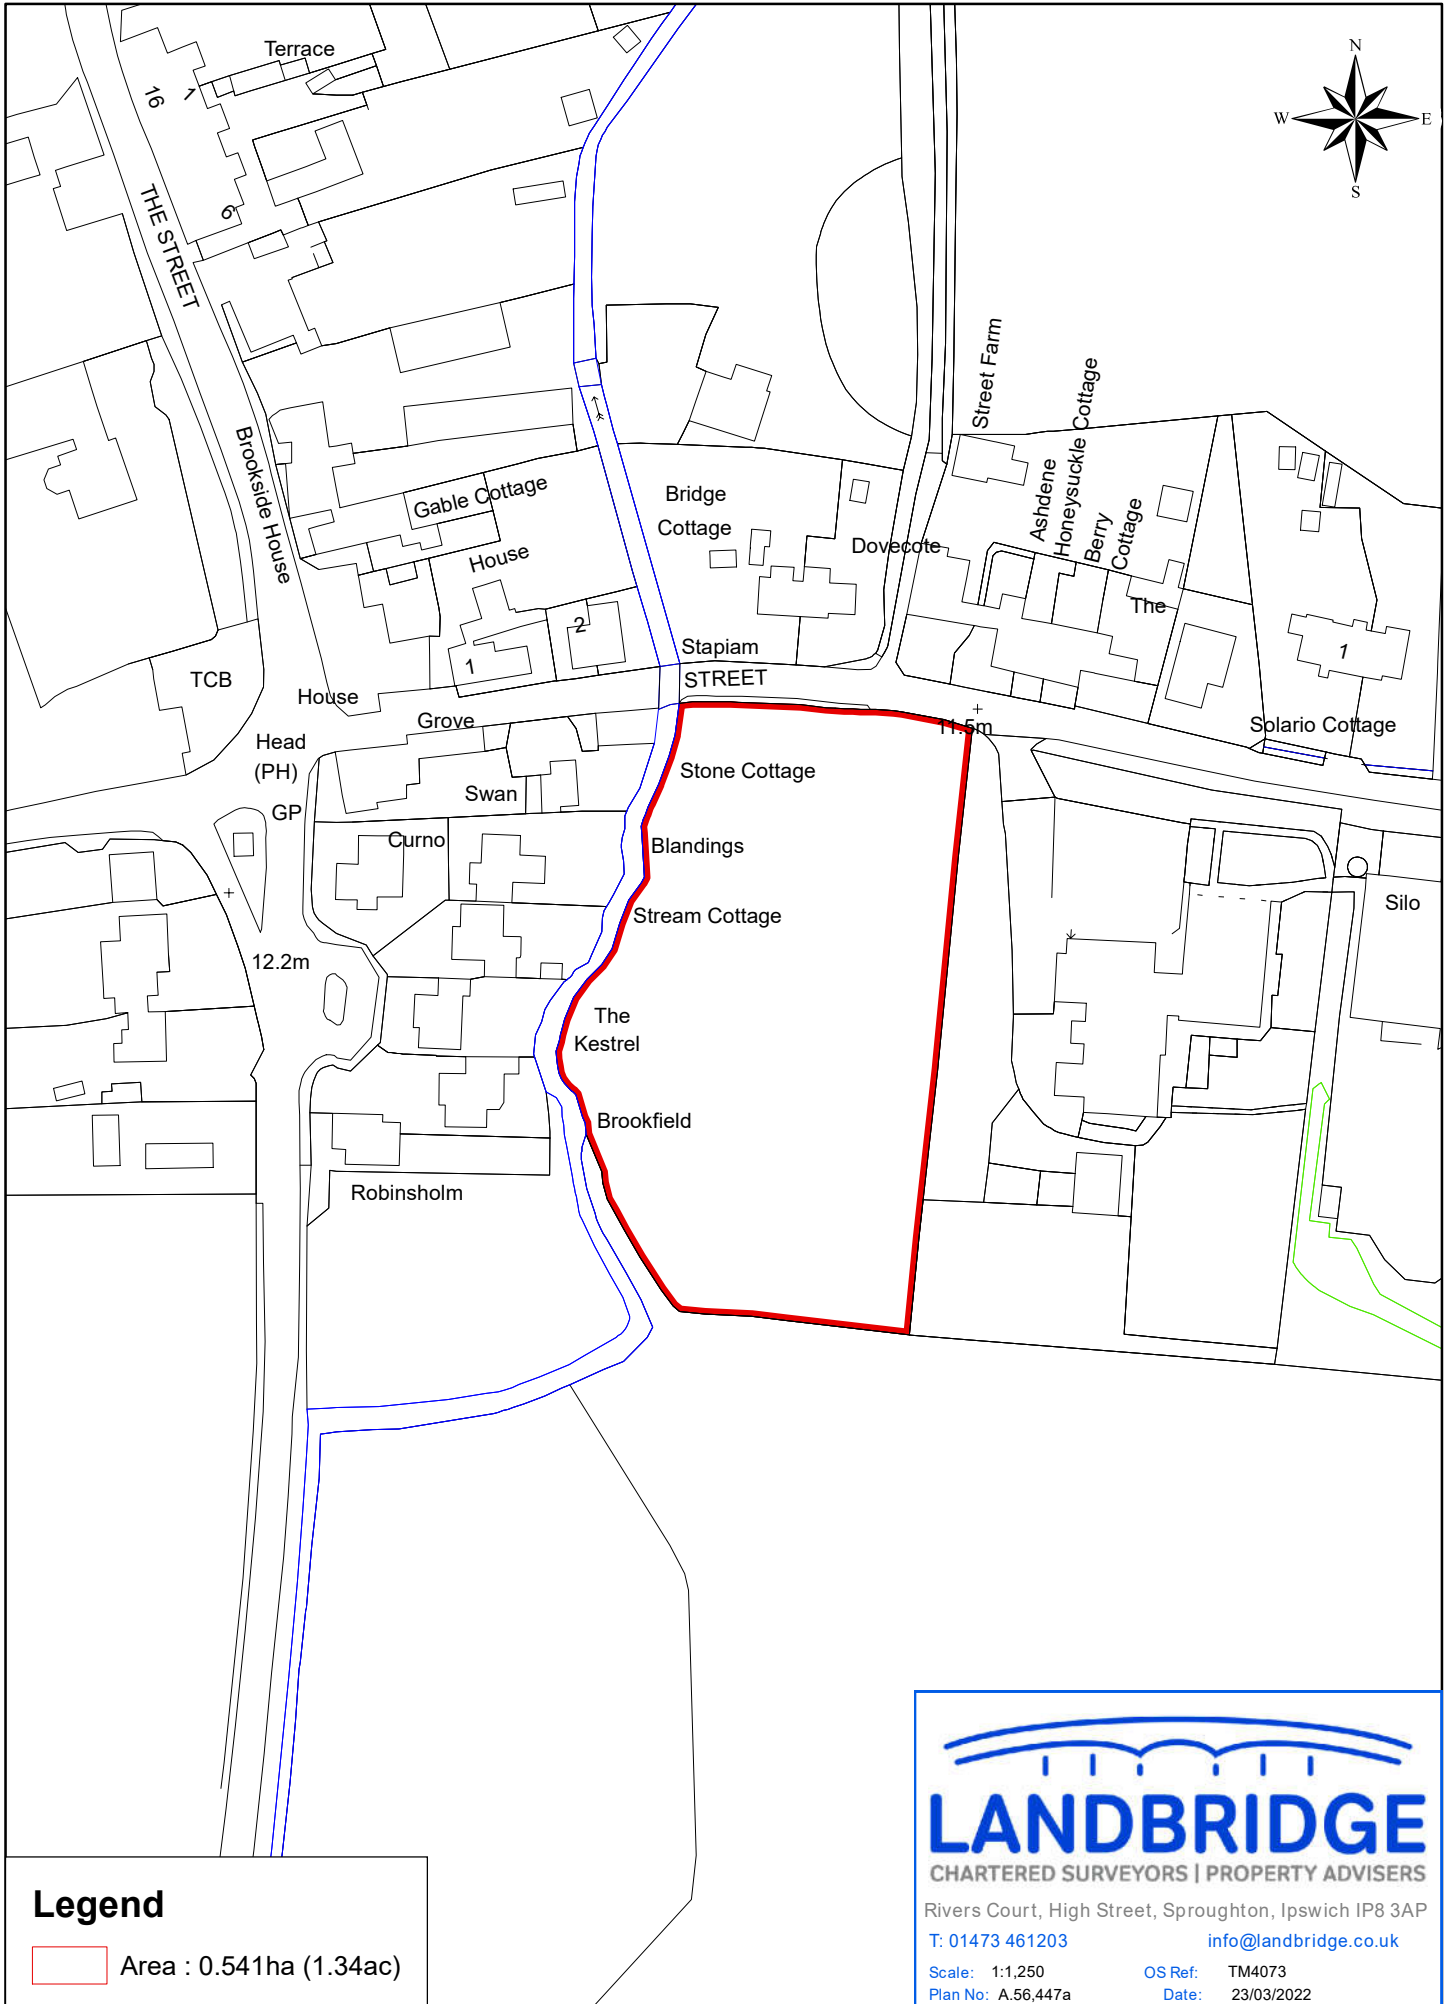 Terrace
16
1
6
THE STREET
N
W
E
S
Street Farm
Ashdene
Honeysuckle Cottage
Berry
Cottage
The
Brookside House
Gable Cottage
House
Bridge
Cottage
Dovecote
2
1
Stapiam
STREET
1
TCB
House
Grove
11.5m
Solario Cottage
Head
(PH)
GP
Swan
Curno
Stone Cottage
Blandings
Stream Cottage
Silo
12.2m
The
Kestrel
Brookfield
Robinsholm
LANDBRIDGE
CHARTERED SURVEYORS | PROPERTY ADVISERS
Rivers Court, High Street, Sproughton, Ipswich IP8 3AP
T: 01473 461203 info@landbridge.co.uk
Scale: 1:1,250 OS Ref: TM4073
Plan No: A.56,447a Date: 23/03/2022
Legend
Area : 0.541ha (1.34ac)